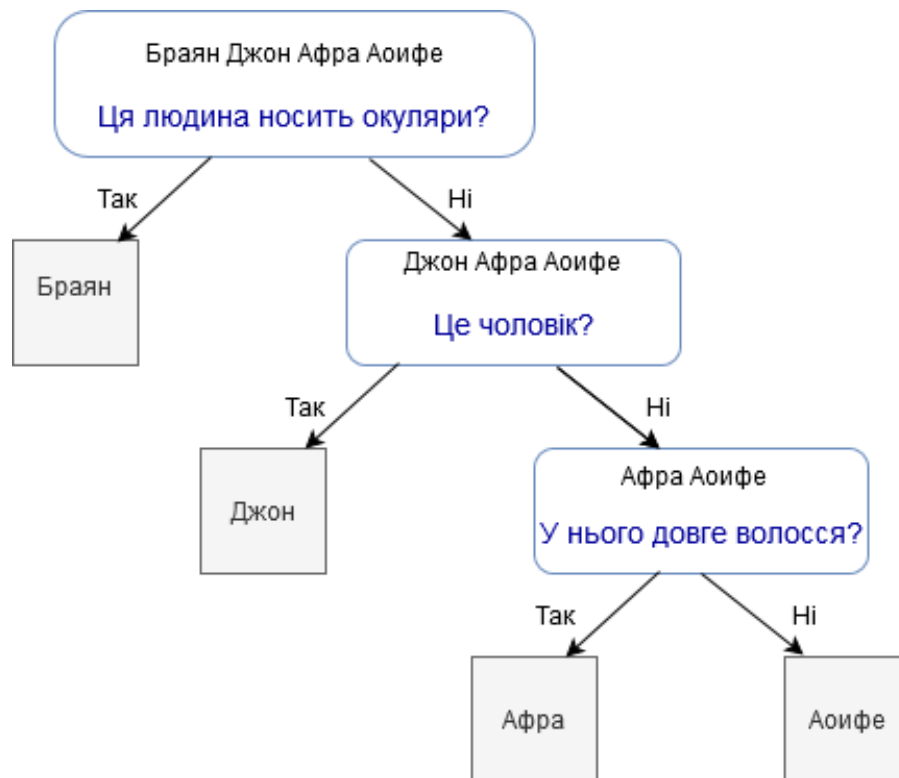 Браян Джон Афра Аоифе
Ця людина носить окуляри?
Так
Ні
Браян
Джон Афра Аоифе
Це чоловік?
Так
Ні
Джон
Афра Аоифе
У нього довге волосся?
Так
Ні
Афра
Аоифе